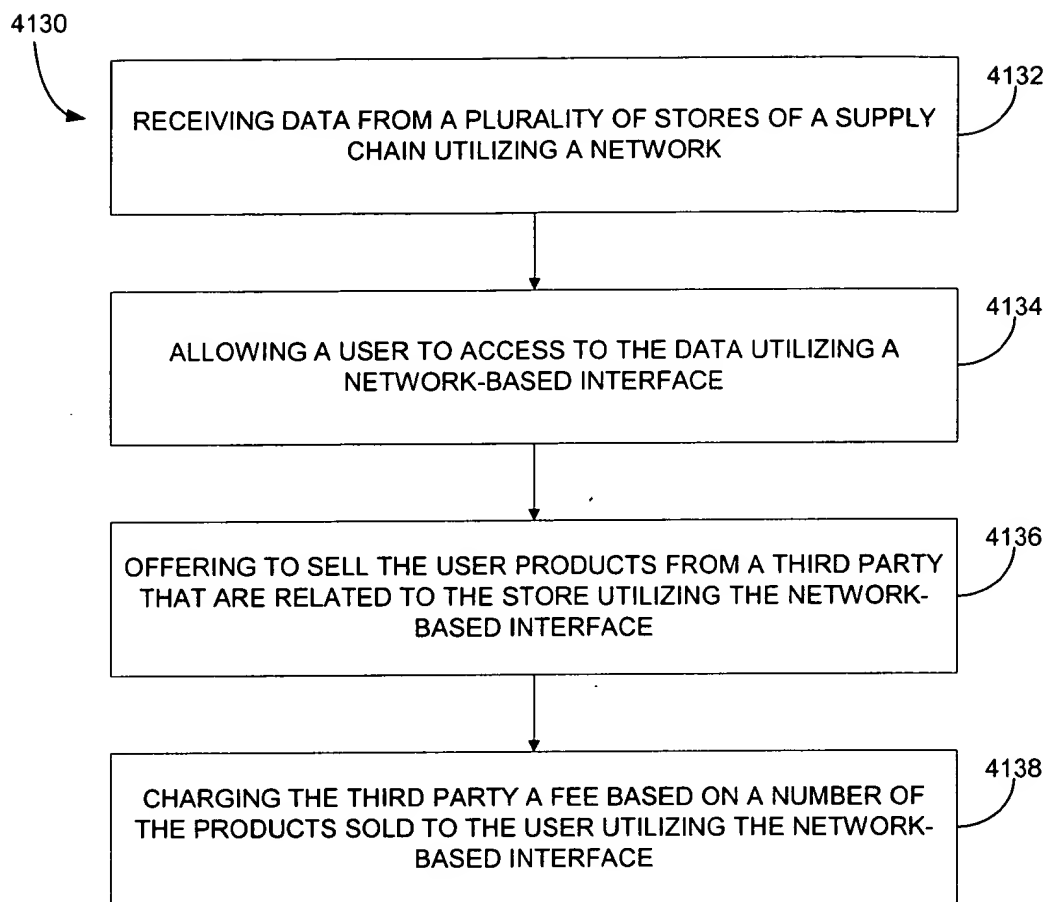 4130
4132
RECEIVING DATA FROM A PLURALITY OF STORES OF A SUPPLY
CHAIN UTILIZING A NETWORK
4134
ALLOWING A USER TO ACCESS TO THE DATA UTILIZING A
NETWORK-BASED INTERFACE
4136
OFFERING TO SELL THE USER PRODUCTS FROM A THIRD PARTY
THAT ARE RELATED TO THE STORE UTILIZING THE NETWORK-
BASED INTERFACE
4138
CHARGING THE THIRD PARTY A FEE BASED ON A NUMBER OF
THE PRODUCTS SOLD TO THE USER UTILIZING THE NETWORK-
BASED INTERFACE